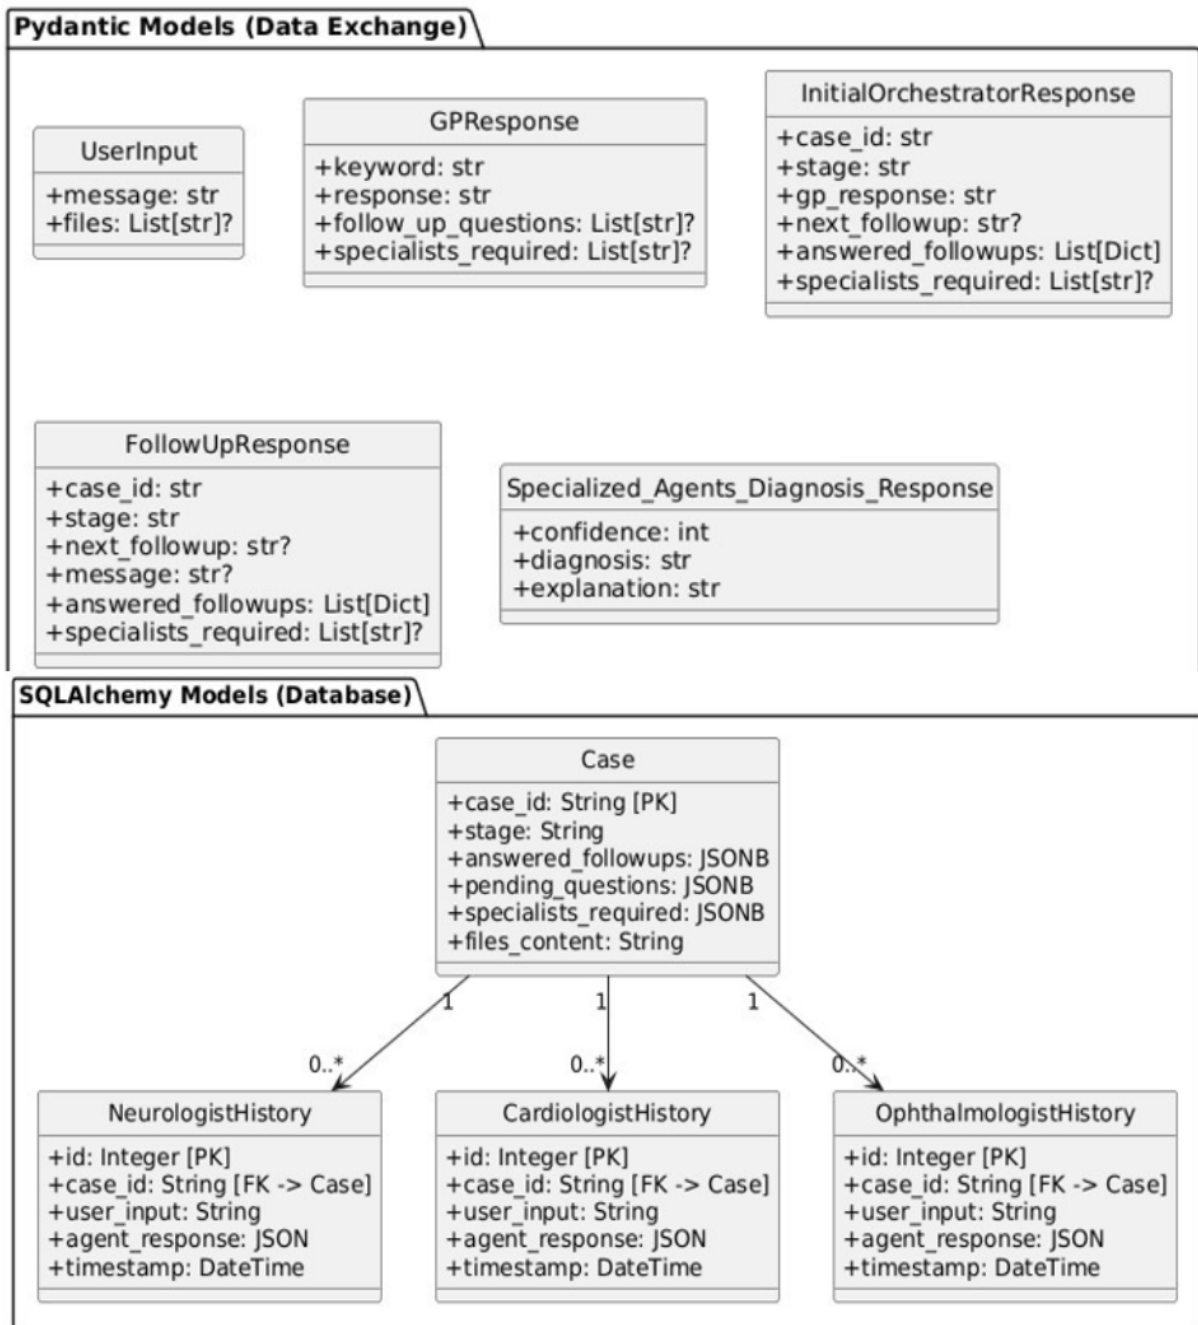 Pydantic Models (Data Exchange)
UserInput
+message: str
+files: List[str]?
GPResponse
+keyword: str
+response: str
+follow_up_questions: List[str]?
+specialists_required: List[str]?
InitialOrchestratorResponse
+case_id: str
+stage: str
+gp_response: str
+next_followup: str?
+answered_followups: List[Dict]
+specialists_required: List[str]?
FollowUpResponse
+case_id: str
+stage: str
+next_followup: str?
+message: str?
+answered_followups: List[Dict]
+specialists_required: List[str]?
Specialized_Agents_Diagnosis_Response
+confidence: int
+diagnosis: str
+explanation: str
SQLAlchemy Models (Database)
Case
+case_id: String [PK]
+stage: String
+answered_followups: JSONB
+pending_questions: JSONB
+specialists_required: JSONB
+files_content: String
1
1
1
0..*
0..*
0..*
NeurologistHistory
+id: Integer [PK]
+case_id: String [FK -> Case]
+user_input: String
+agent_response: JSON
+timestamp: DateTime
CardiologistHistory
+id: Integer [PK]
+case_id: String [FK -> Case]
+user_input: String
+agent_response: JSON
+timestamp: DateTime
OphthalmologistHistory
+id: Integer [PK]
+case_id: String [FK -> Case]
+user_input: String
+agent_response: JSON
+timestamp: DateTime